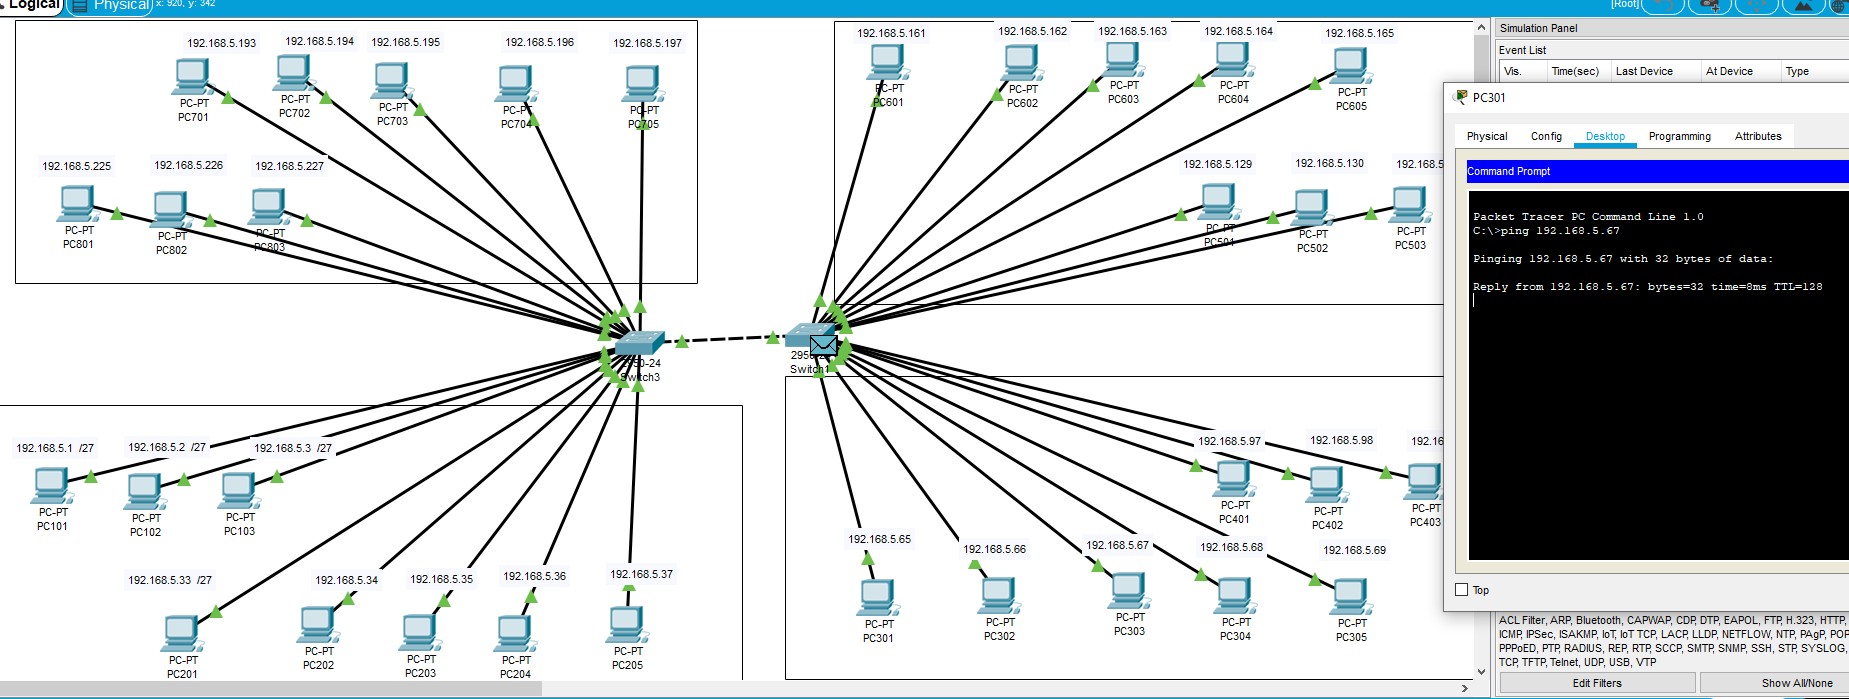 Logical
Physical
x: 920, y: 342
[Root]
192.168.5.193
192.168.5.194
192.168.5.195
192.168.5.196
192.168.5.197
PC-PT
PC701
PC-PT
PC702
PC-PT
PC703
PC-PT
PC704
PC-PT
PC705
192.168.5.225
192.168.5.226
192.168.5.227
PC-PT
PC801
PC-PT
PC802
PC-PT
PC803
192.168.5.161
192.168.5.162
192.168.5.163
192.168.5.164
192.168.5.165
PC-PT
PC601
PC-PT
PC602
PC-PT
PC603
PC-PT
PC604
PC-PT
PC605
192.168.5.129
192.168.5.130
192.168.5
PC-PT
PC501
PC-PT
PC502
PC-PT
PC503
2950-24
Switch3
Switch1
192.168.5.1 /27
192.168.5.2 /27
192.168.5.3 /27
PC-PT
PC101
PC-PT
PC102
PC-PT
PC103
192.168.5.33 /27
192.168.5.34
192.168.5.35
192.168.5.36
192.168.5.37
PC-PT
PC201
PC-PT
PC202
PC-PT
PC203
PC-PT
PC204
PC-PT
PC205
192.168.5.97
192.168.5.98
192.16
PC-PT
PC401
PC-PT
PC402
PC-PT
PC403
192.168.5.65
192.168.5.66
192.168.5.67
192.168.5.68
192.168.5.69
PC-PT
PC301
PC-PT
PC302
PC-PT
PC303
PC-PT
PC304
PC-PT
PC305
Simulation Panel
Event List
Vis. Time(sec) Last Device At Device Type
PC301
Physical Config Desktop Programming Attributes
Command Prompt
Packet Tracer PC Command Line 1.0
C:\>ping 192.168.5.67
Pinging 192.168.5.67 with 32 bytes of data:
Reply from 192.168.5.67: bytes=32 time=8ms TTL=128
Top
ACL Filter, ARP, Bluetooth, CAPWAP, CDP, DTP, EAPOL, FTP, H.323, HTTP,
ICMP, IPSec, ISAKMP, IoT, IoT TCP, LACP, LLDP, NETFLOW, NTP, PAgP, POP
PPPoED, PTP, RADIUS, REP, RTP, SCCP, SMTP, SNMP, SSH, STP, SYSLOG,
TCP, TFTP, Telnet, UDP, USB, VTP
Edit Filters
Show All/None